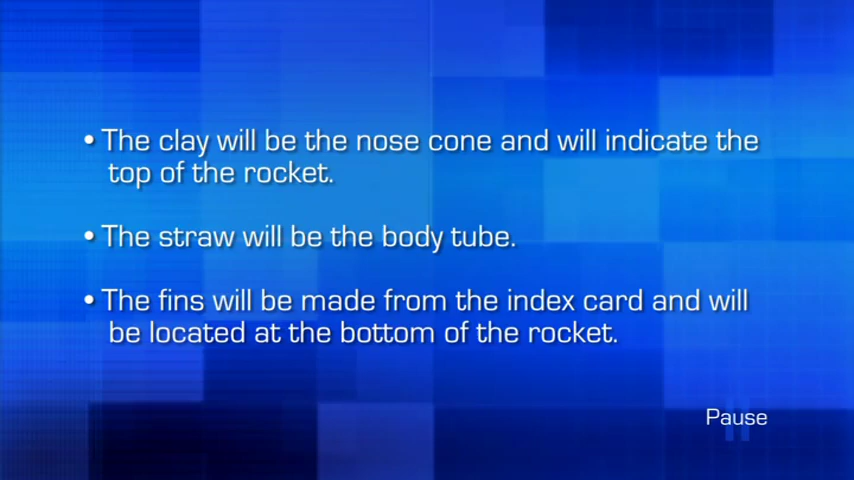 • The clay will be the nose cone and will indicate the
top of the rocket.
• The straw will be the body tube.
• The fins will be made from the index card and will
be located at the bottom of the rocket.
Pause